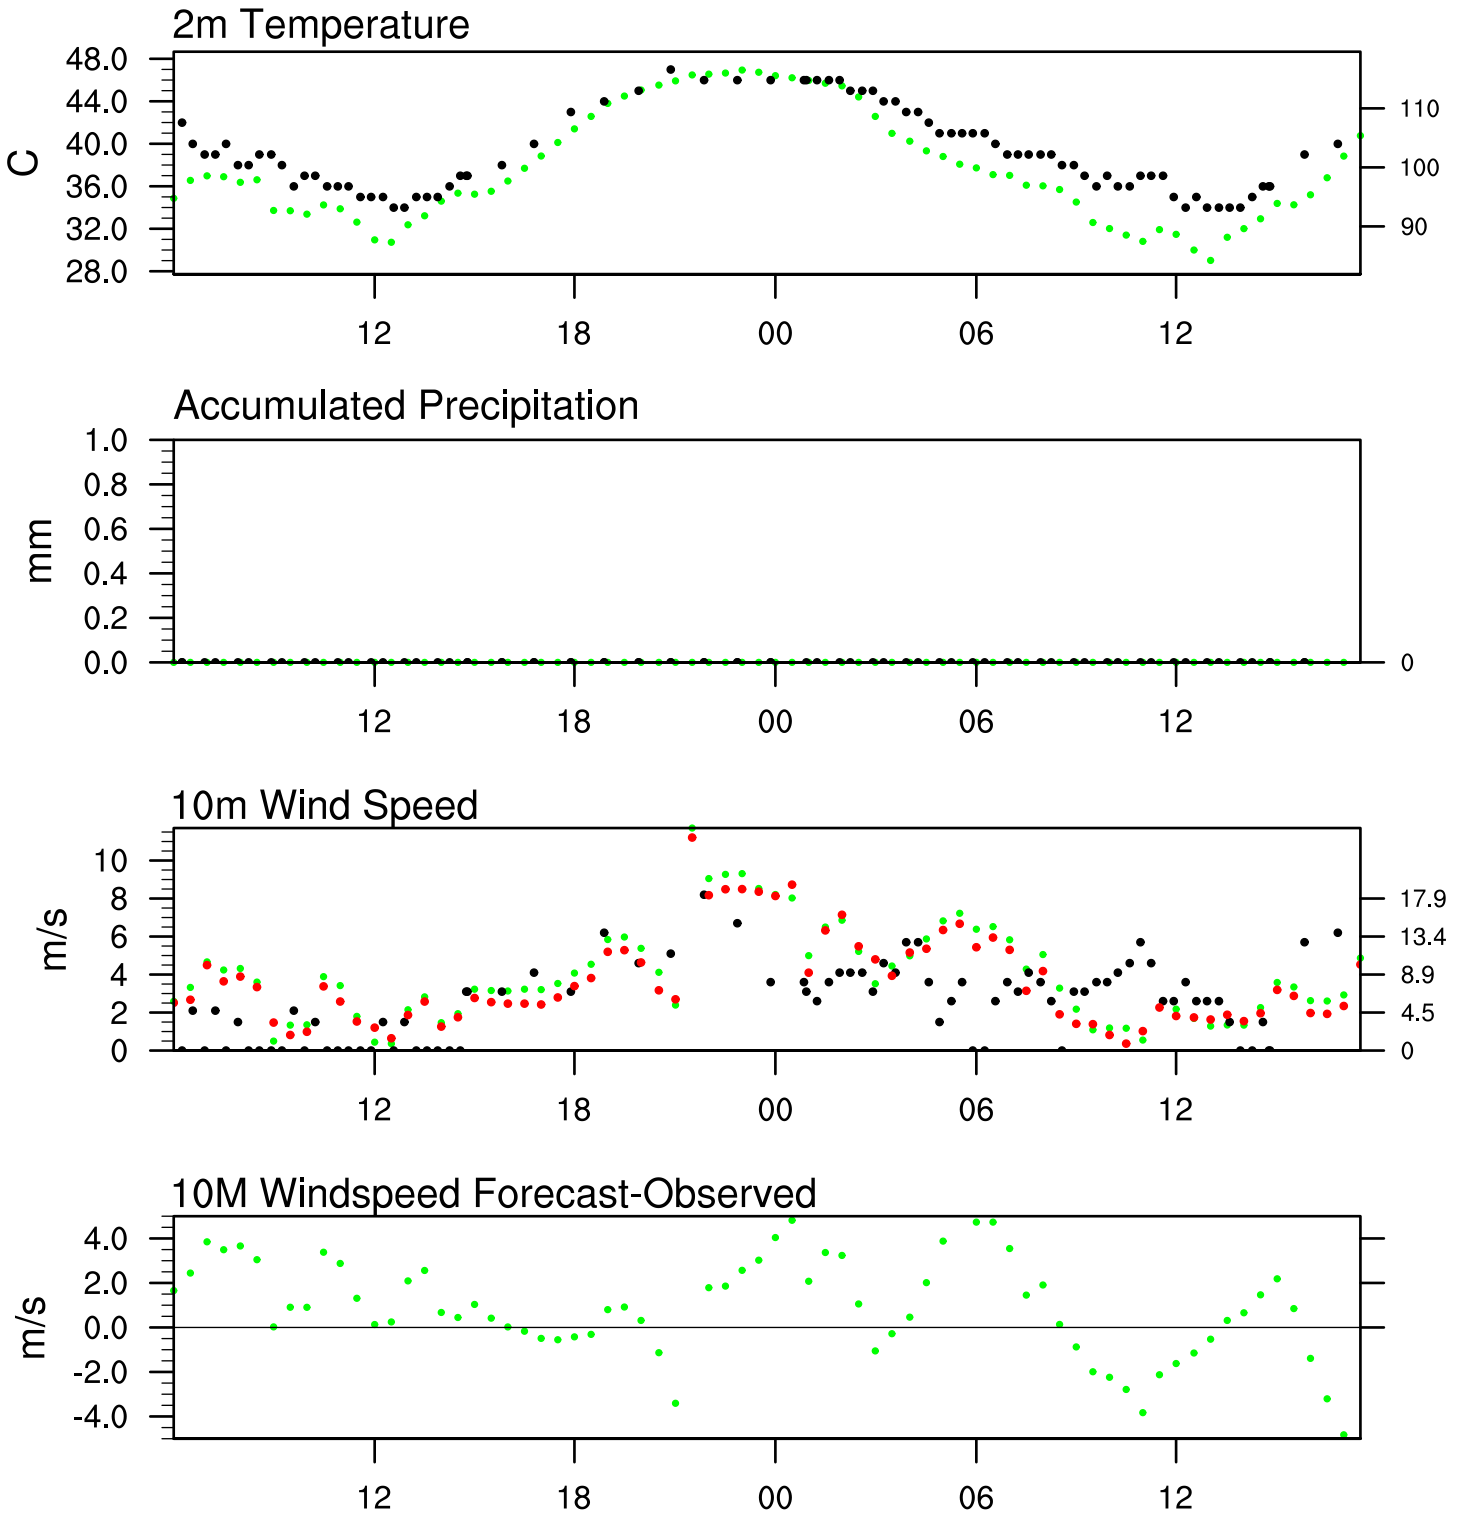 2m Temperature
48.0
44.0
40.0
36.0
32.0
28.0
C
110
100
90
12 18 00 06 12
Accumulated Precipitation
1.0
0.8
0.6
0.4
0.2
0.0
mm
0
12 18 00 06 12
10m Wind Speed
10
8
6
4
2
0
m/s
17.9
13.4
8.9
4.5
0
12 18 00 06 12
10M Windspeed Forecast-Observed
4.0
2.0
0.0
-2.0
-4.0
m/s
12 18 00 06 12